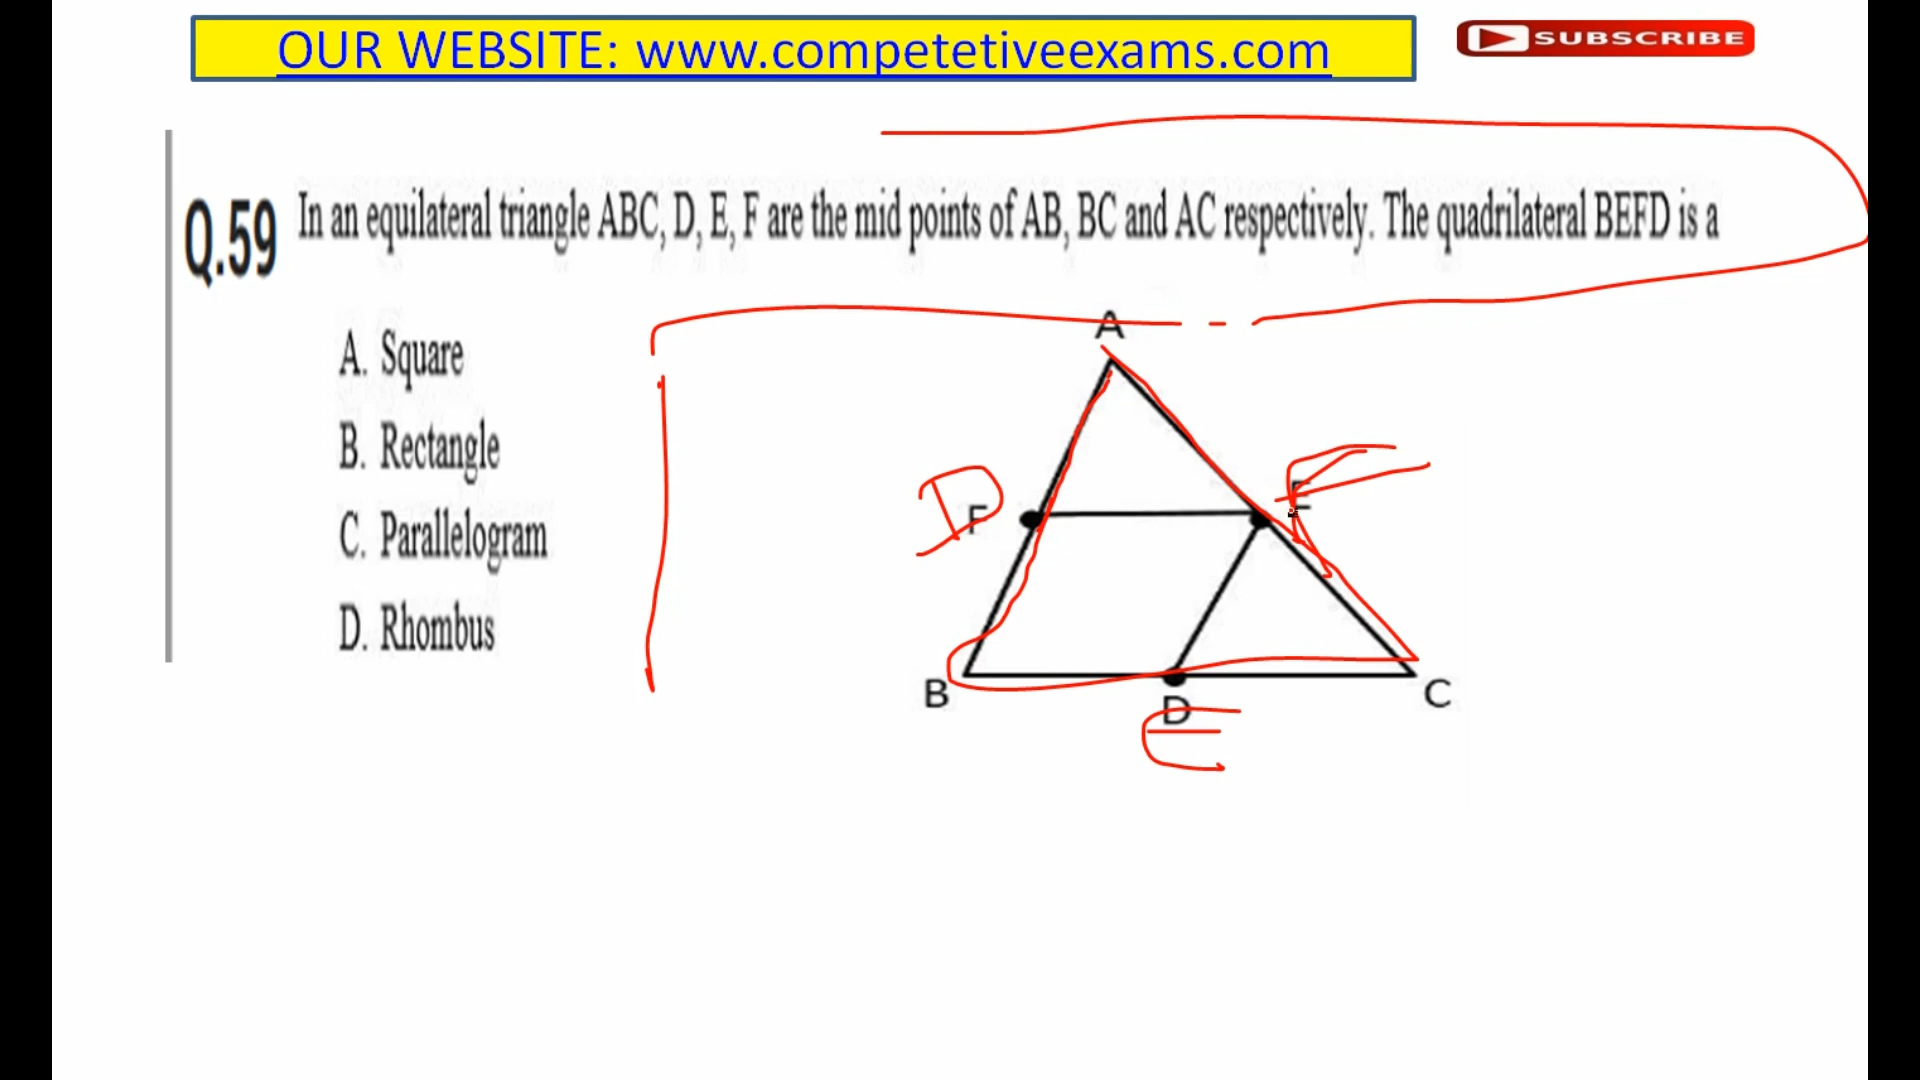 OUR WEBSITE: www.competetiveexams.com
SUBSCRIBE
Q.59 In an equilateral triangle ABC, D, E, F are the mid points of AB, BC and AC respectively. The quadrilateral BEFD is a
A. Square
B. Rectangle
C. Parallelogram
D. Rhombus
A
D
F
E
F
B
C
D
E